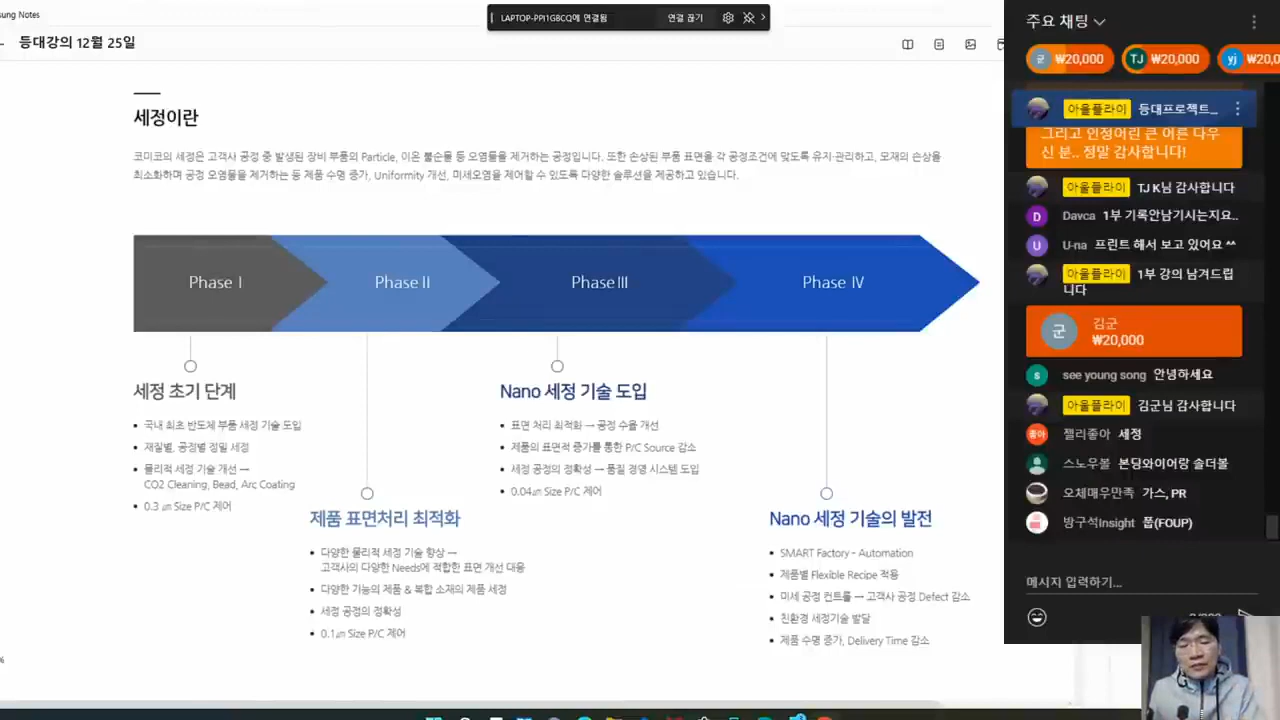 sung Notes
LAPTOP-PPI1G8CQ에 연결됨
연결 끊기
등대강의 12월 25일
세정이란
코미코의 세정은 고객사 공정 중 발생된 장비 부품의 Particle, 이온 불순물 등 오염물을 제거하는 공정입니다. 또한 손상된 부품 표면을 각 공정조건에 맞도록 유지·관리하고, 모재의 손상을
최소화하며 공정 오염물을 제거하는 등 제품 수명 증가, Uniformity 개선, 미세오염을 제어할 수 있도록 다양한 솔루션을 제공하고 있습니다.
Phase I
Phase II
Phase III
Phase IV
세정 초기 단계
• 국내 최초 반도체 부품 세정 기술 도입
• 재질별, 공정별 정밀 세정
• 물리적 세정 기술 개선 →
CO2 Cleaning, Bead, Arc Coating
• 0.3 ㎛ Size P/C 제어
제품 표면처리 최적화
• 다양한 물리적 세정 기술 향상 →
고객사의 다양한 Needs에 적합한 표면 개선 대응
• 다양한 기능의 제품 & 복합 소재의 제품 세정
• 세정 공정의 정확성
• 0.1㎛ Size P/C 제어
Nano 세정 기술 도입
• 표면 처리 최적화 → 공정 수율 개선
• 제품의 표면적 증가를 통한 P/C Source 감소
• 세정 공정의 정확성 → 품질 경영 시스템 도입
• 0.04㎛ Size P/C 제어
Nano 세정 기술의 발전
• SMART Factory - Automation
• 제품별 Flexible Recipe 적용
• 미세 공정 컨트롤 → 고객사 공정 Defect 감소
• 친환경 세정기술 발달
• 제품 수명 증가, Delivery Time 감소
주요 채팅
군 ₩20,000
TJ ₩20,000
yj ₩20,0
아울플라이 등대프로젝트...
그리고 인정어린 큰 어른 다우
신 분.. 정말 감사합니다!
아울플라이 TJ K님 감사합니다
D Davca 1부 기록안남기시는지요..
U U-na 프린트 해서 보고 있어요 ^^
아울플라이 1부 강의 남겨드립
니다
군 김군
₩20,000
s see young song 안녕하세요
아울플라이 김군님 감사합니다
좋아 젤리좋아 세정
스노우볼 본딩와이어랑 솔더볼
오체매우만족 가스, PR
방구석Insight 풉(FOUP)
메시지 입력하기...